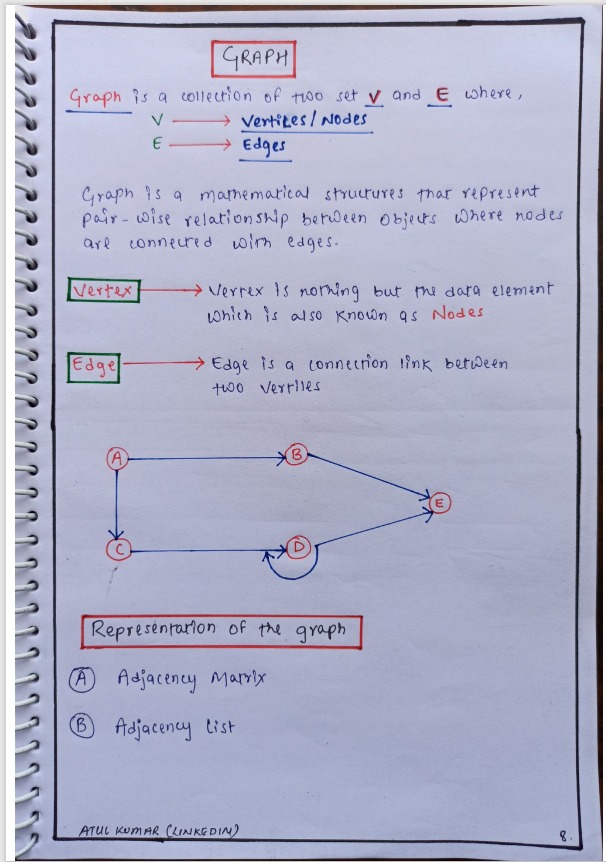 GRAPH
Graph is a collection of two set V and E where,
V → Vertices/Nodes
E → Edges
Graph is a mathematical structures that represent
pair-wise relationship between objects where nodes
are connected with edges.
Vertex → Vertex is nothing but the data element
which is also known as Nodes
Edge → Edge is a connection link between
two vertices
A
B
E
C
D
Representation of the graph
A Adjacency Matrix
B Adjacency List
ATUL KUMAR (LINKEDIN)
8.